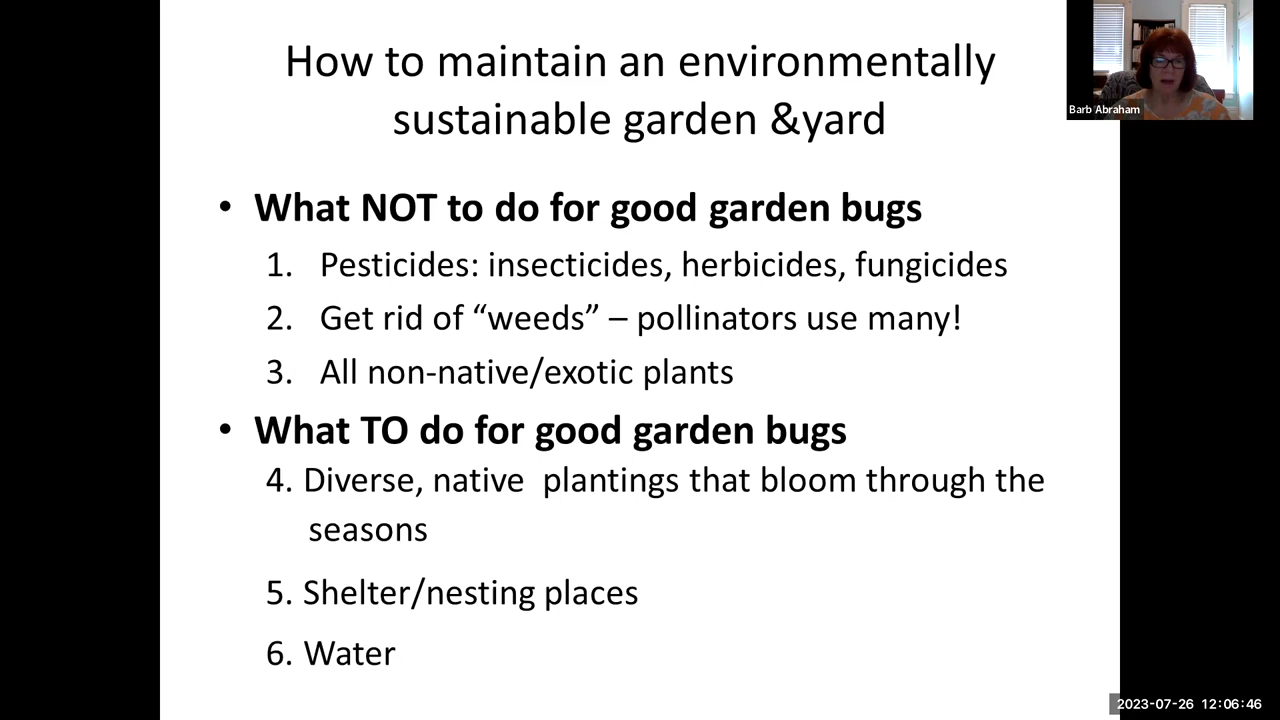 How to maintain an environmentally
sustainable garden &yard
• What NOT to do for good garden bugs
1. Pesticides: insecticides, herbicides, fungicides
2. Get rid of “weeds” – pollinators use many!
3. All non-native/exotic plants
• What TO do for good garden bugs
4. Diverse, native  plantings that bloom through the
seasons
5. Shelter/nesting places
6. Water
Barb Abraham
2023-07-26 12:06:46